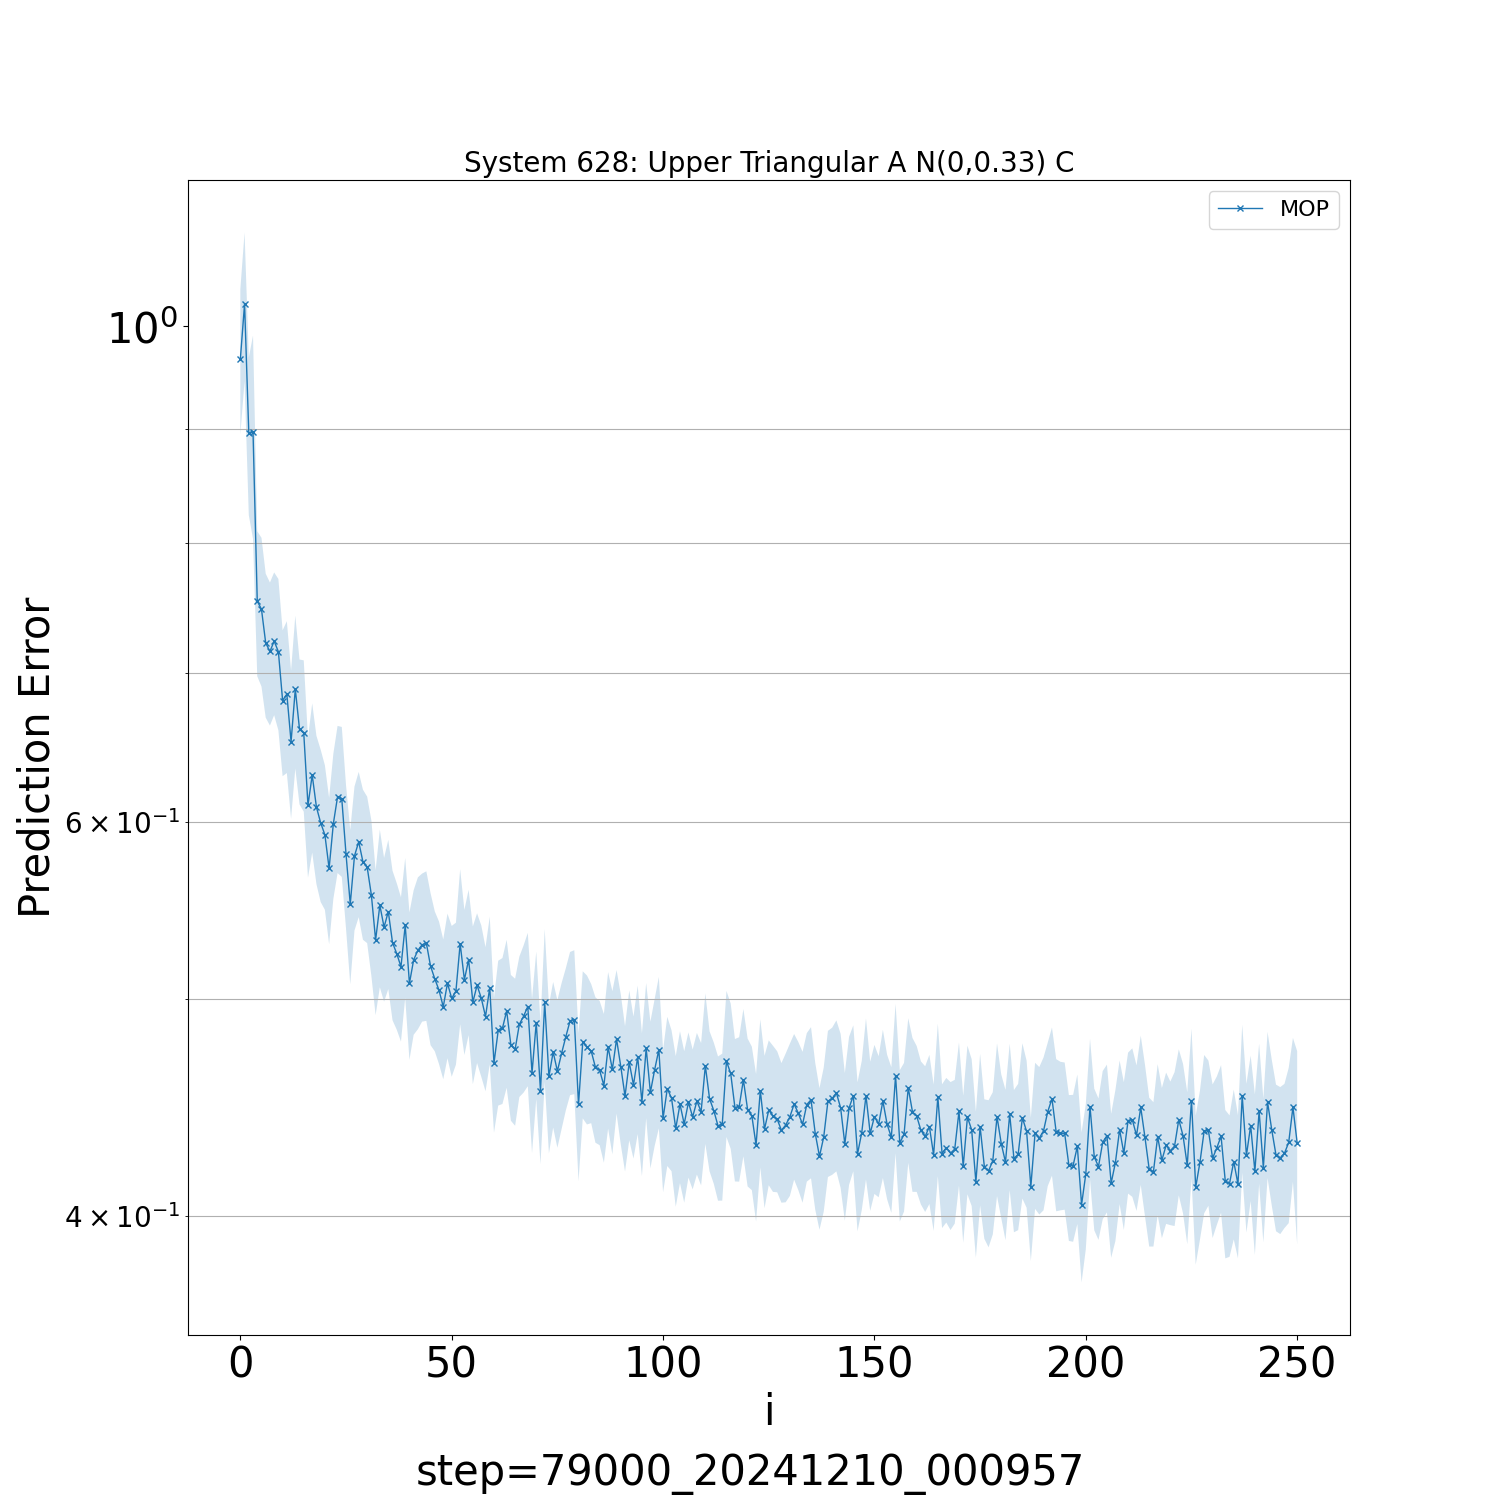 System 628: Upper Triangular A N(0,0.33) C
MOP
Prediction Error
10⁰
6 × 10⁻¹
4 × 10⁻¹
0 50 100 150 200 250
i
step=79000_20241210_000957